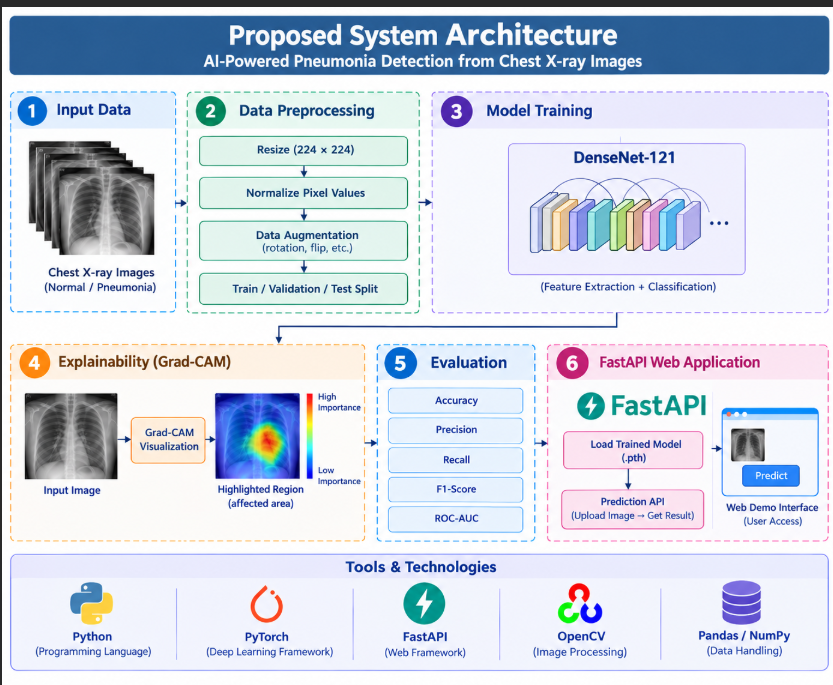 Proposed System Architecture
AI-Powered Pneumonia Detection from Chest X-ray Images
1 Input Data
Chest X-ray Images
(Normal / Pneumonia)
2 Data Preprocessing
Resize (224 × 224)
Normalize Pixel Values
Data Augmentation
(rotation, flip, etc.)
Train / Validation / Test Split
3 Model Training
DenseNet-121
...
(Feature Extraction + Classification)
4 Explainability (Grad-CAM)
Input Image
Grad-CAM
Visualization
High
Importance
Low
Importance
Highlighted Region
(affected area)
5 Evaluation
Accuracy
Precision
Recall
F1-Score
ROC-AUC
6 FastAPI Web Application
FastAPI
Load Trained Model
(.pth)
Prediction API
(Upload Image → Get Result)
Predict
Web Demo Interface
(User Access)
Tools & Technologies
Python
(Programming Language)
PyTorch
(Deep Learning Framework)
FastAPI
(Web Framework)
OpenCV
(Image Processing)
Pandas / NumPy
(Data Handling)